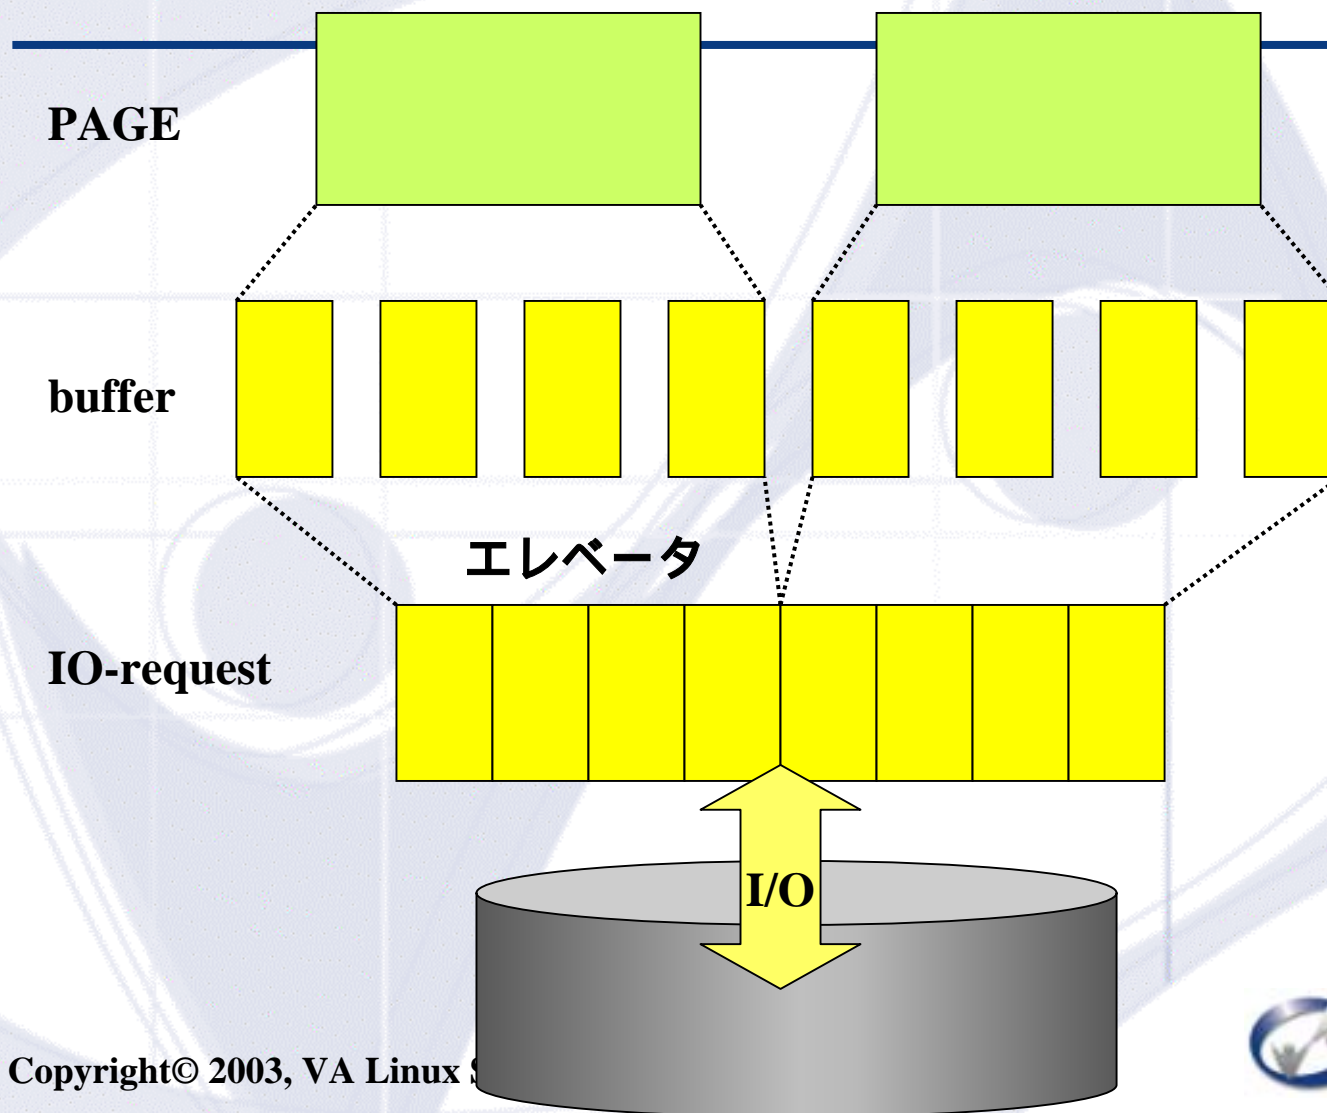 PAGE
buffer
エレベータ
IO-request
I/O
Copyright© 2003, VA Linux